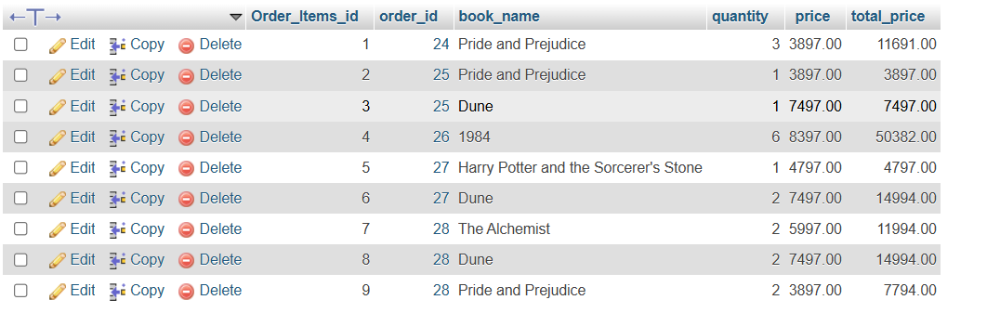 Order_Items_id order_id book_name quantity price total_price
Edit Copy Delete 1 24 Pride and Prejudice 3 3897.00 11691.00
Edit Copy Delete 2 25 Pride and Prejudice 1 3897.00 3897.00
Edit Copy Delete 3 25 Dune 1 7497.00 7497.00
Edit Copy Delete 4 26 1984 6 8397.00 50382.00
Edit Copy Delete 5 27 Harry Potter and the Sorcerer's Stone 1 4797.00 4797.00
Edit Copy Delete 6 27 Dune 2 7497.00 14994.00
Edit Copy Delete 7 28 The Alchemist 2 5997.00 11994.00
Edit Copy Delete 8 28 Dune 2 7497.00 14994.00
Edit Copy Delete 9 28 Pride and Prejudice 2 3897.00 7794.00